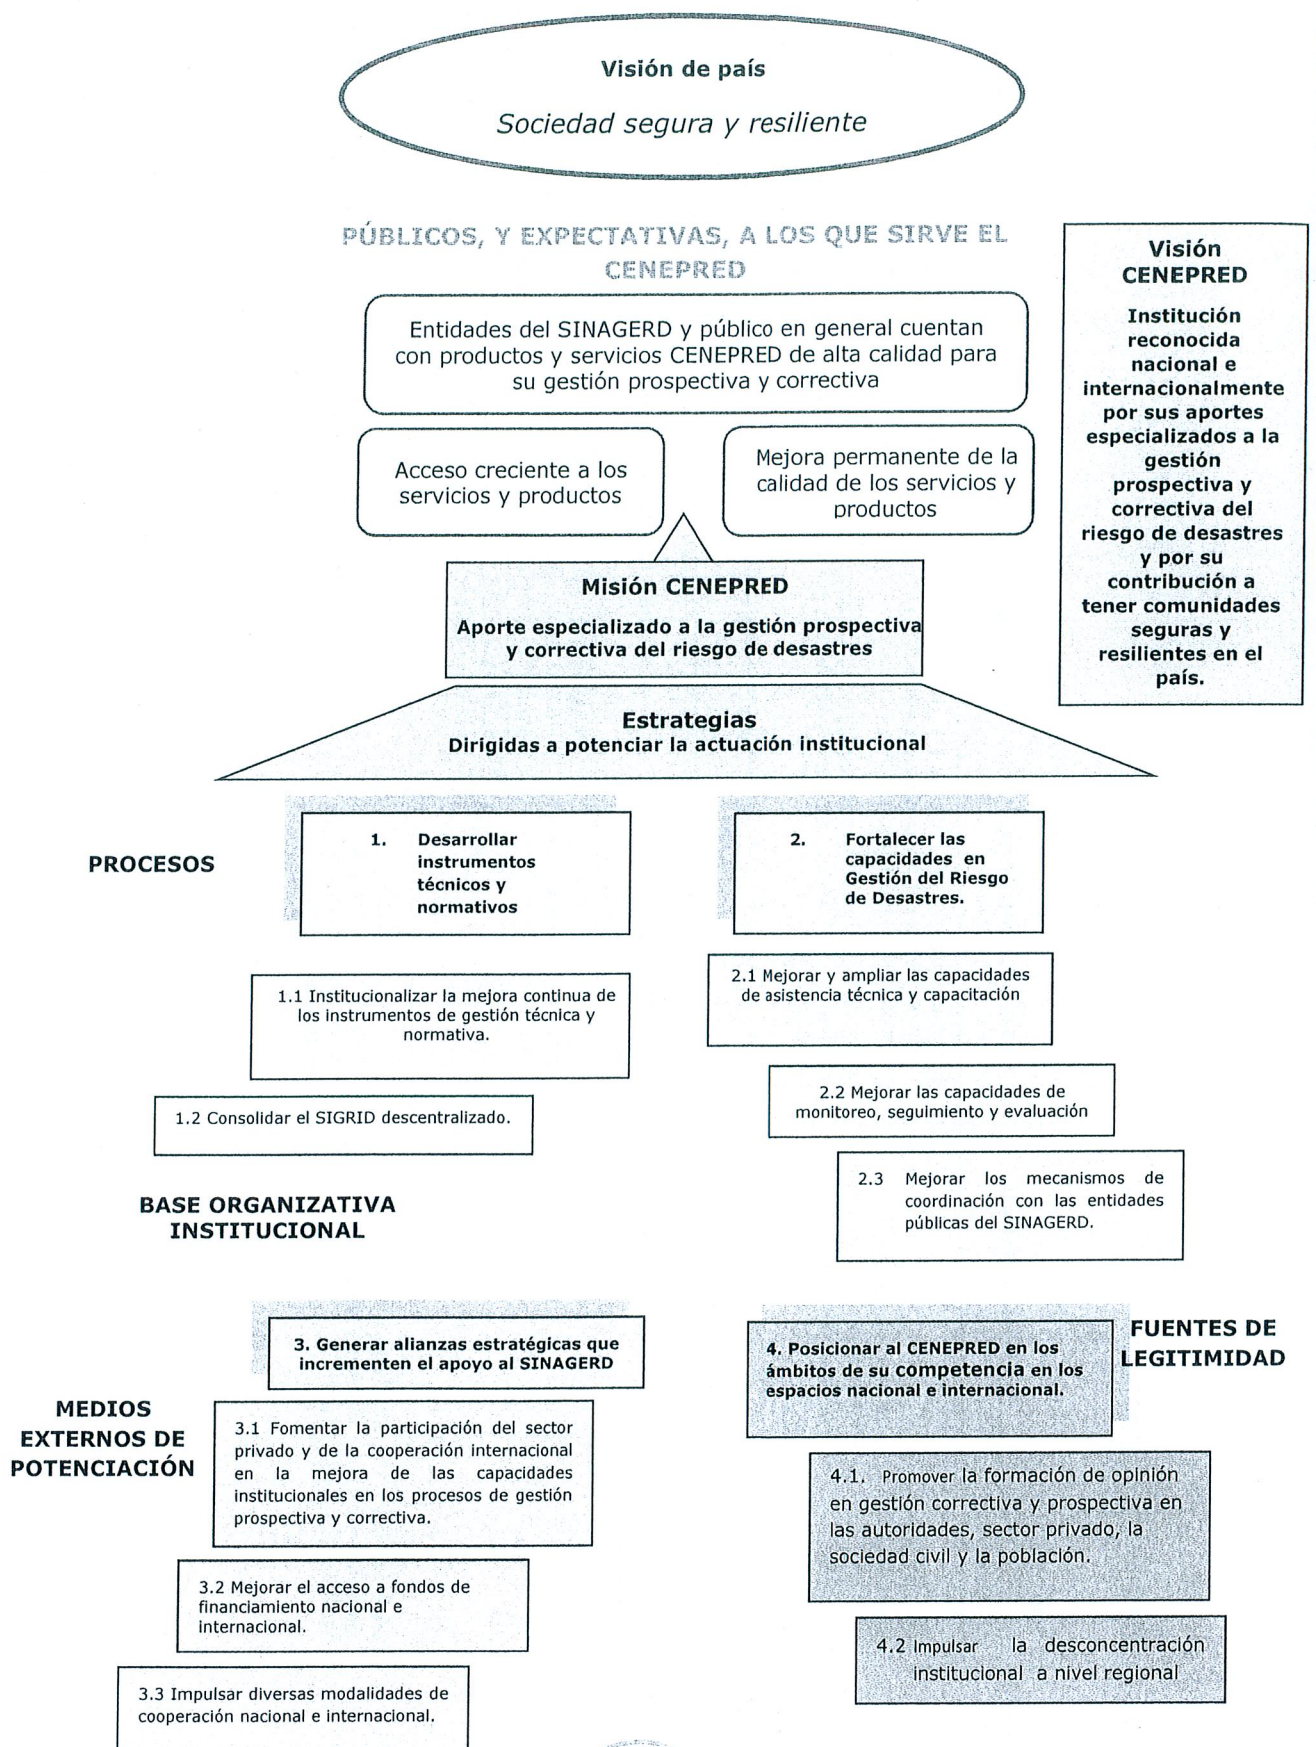 Visión de país
Sociedad segura y resiliente
PÚBLICOS, Y EXPECTATIVAS, A LOS QUE SIRVE EL
CENEPRED
Entidades del SINAGERD y público en general cuentan
con productos y servicios CENEPRED de alta calidad para
su gestión prospectiva y correctiva
Acceso creciente a los
servicios y productos
Mejora permanente de la
calidad de los servicios y
productos
Visión
CENEPRED
Institución
reconocida
nacional e
internacionalmente
por sus aportes
especializados a la
gestión
prospectiva y
correctiva del
riesgo de desastres
y por su
contribución a
tener comunidades
seguras y
resilientes en el
país.
Misión CENEPRED
Aporte especializado a la gestión prospectiva
y correctiva del riesgo de desastres
Estrategias
Dirigidas a potenciar la actuación institucional
PROCESOS
1. Desarrollar
instrumentos
técnicos y
normativos
2. Fortalecer las
capacidades en
Gestión del Riesgo
de Desastres.
1.1 Institucionalizar la mejora continua de
los instrumentos de gestión técnica y
normativa.
1.2 Consolidar el SIGRID descentralizado.
2.1 Mejorar y ampliar las capacidades
de asistencia técnica y capacitación
2.2 Mejorar las capacidades de
monitoreo, seguimiento y evaluación
2.3 Mejorar los mecanismos de
coordinación con las entidades
públicas del SINAGERD.
BASE ORGANIZATIVA
INSTITUCIONAL
3. Generar alianzas estratégicas que
incrementen el apoyo al SINAGERD
MEDIOS
EXTERNOS DE
POTENCIACIÓN
3.1 Fomentar la participación del sector
privado y de la cooperación internacional
en la mejora de las capacidades
institucionales en los procesos de gestión
prospectiva y correctiva.
3.2 Mejorar el acceso a fondos de
financiamiento nacional e
internacional.
3.3 Impulsar diversas modalidades de
cooperación nacional e internacional.
4. Posicionar al CENEPRED en los
ámbitos de su competencia en los
espacios nacional e internacional.
FUENTES DE
LEGITIMIDAD
4.1. Promover la formación de opinión
en gestión correctiva y prospectiva en
las autoridades, sector privado, la
sociedad civil y la población.
4.2 Impulsar la desconcentración
institucional a nivel regional